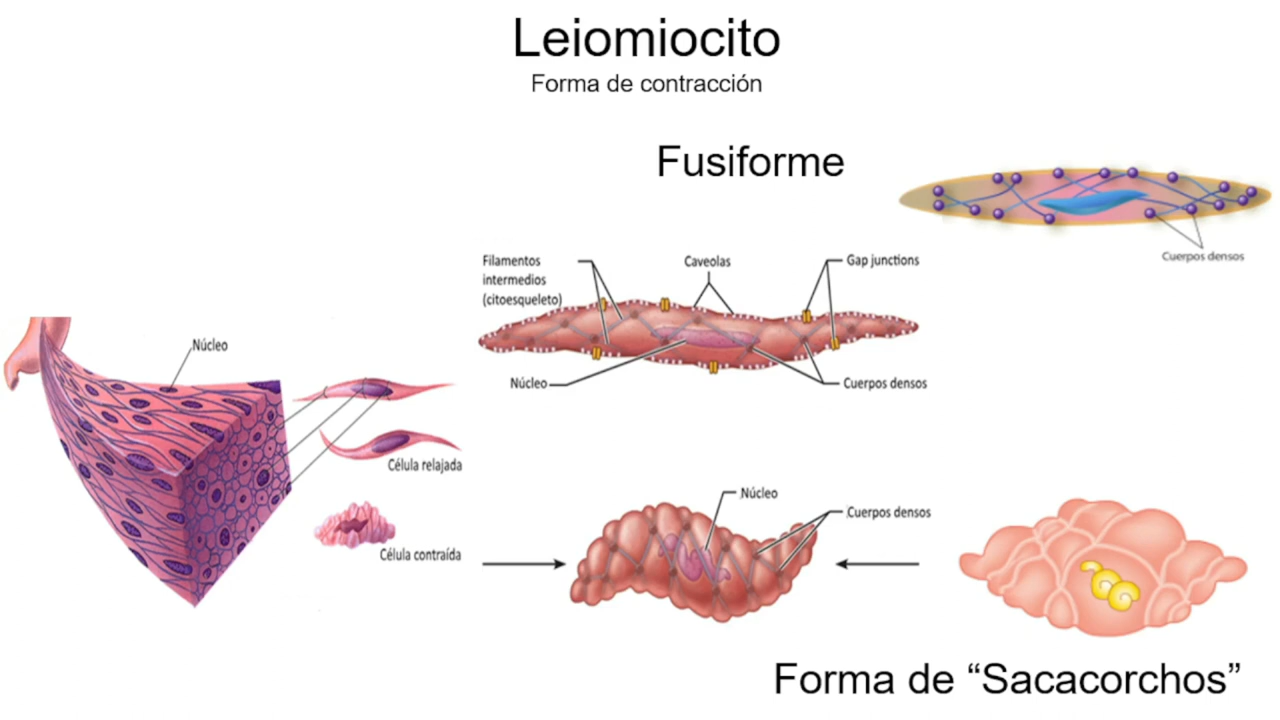 Leiomiocito
Forma de contracción
Fusiforme
Cuerpos densos
Filamentos
intermedios
(citoesqueleto)
Caveolas
Gap junctions
Núcleo
Núcleo
Cuerpos densos
Célula relajada
Núcleo
Cuerpos densos
Célula contraída
Forma de “Sacacorchos”